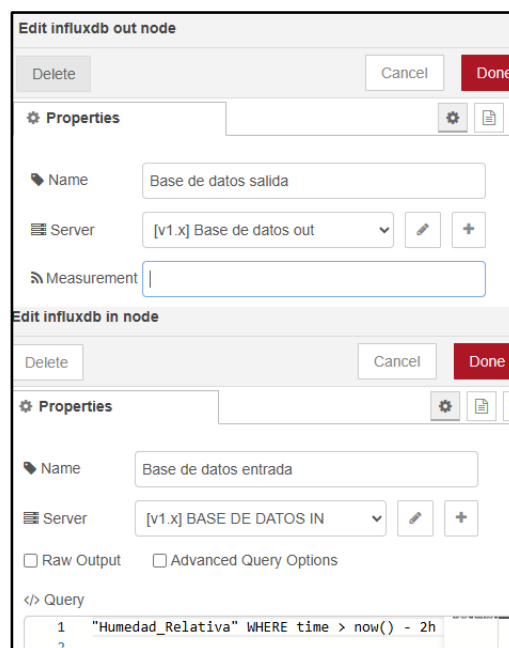 Edit influxdb out node
Delete Cancel Done
Properties
Name Base de datos salida
Server [v1.x] Base de datos out
Measurement
Edit influxdb in node
Delete Cancel Done
Properties
Name Base de datos entrada
Server [v1.x] BASE DE DATOS IN
Raw Output Advanced Query Options
</> Query
1 "Humedad_Relativa" WHERE time > now() - 2h
2